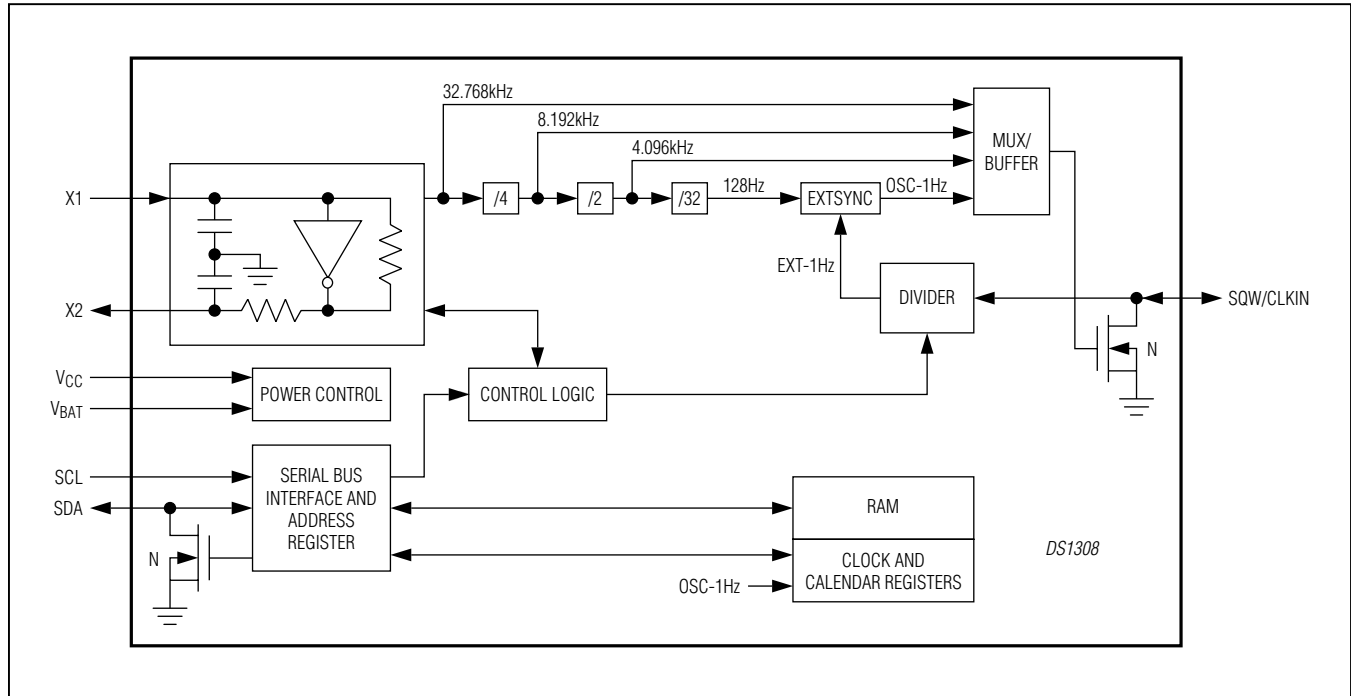 32.768kHz
8.192kHz
4.096kHz
MUX/
BUFFER
X1
/4
/2
/32
128Hz
EXTSYNC
OSC-1Hz
EXT-1Hz
DIVIDER
SQW/CLKIN
N
X2
VCC
VBAT
POWER CONTROL
CONTROL LOGIC
SCL
SDA
SERIAL BUS
INTERFACE AND
ADDRESS
REGISTER
N
RAM
CLOCK AND
CALENDAR REGISTERS
OSC-1Hz
DS1308